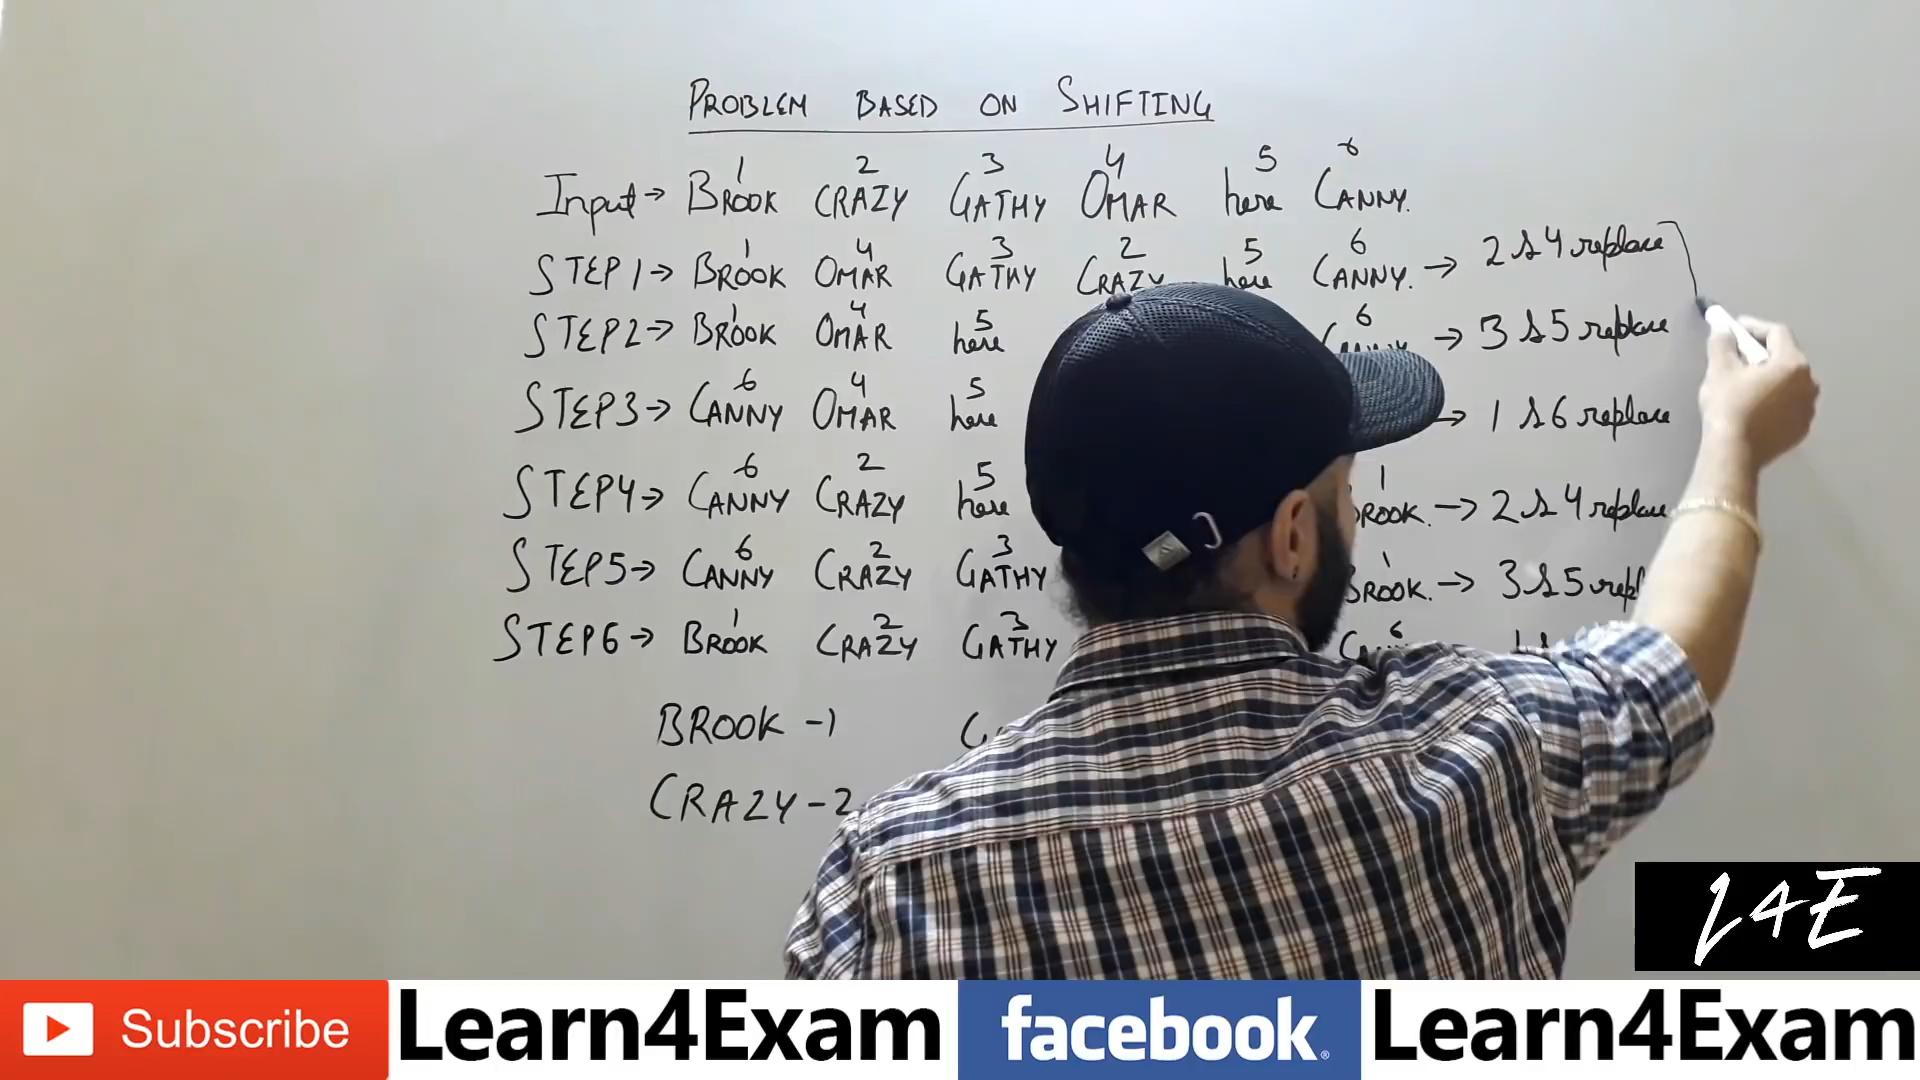 PROBLEM BASED ON SHIFTING
1 2 3 4 5 6
Input → BROOK CRAZY GATHY OMAR here CANNY.
1 4 3 2 5 6
STEP1 → BROOK OMAR GATHY CRAZY here CANNY. → 2 & 4 replace
1 4 5 6
STEP2 → BROOK OMAR here → 3 & 5 replace
6 4 5
STEP3 → CANNY OMAR here → 1 & 6 replace
6 2 5 1
STEP4 → CANNY CRAZY here BROOK. → 2 & 4 replace
6 2 3 1
STEP5 → CANNY CRAZY GATHY BROOK. → 3 & 5
1 2 3 6
STEP6 → BROOK CRAZY GATHY
BROOK -1
CRAZY -2
L4E
Subscribe Learn4Exam facebook. Learn4Exam